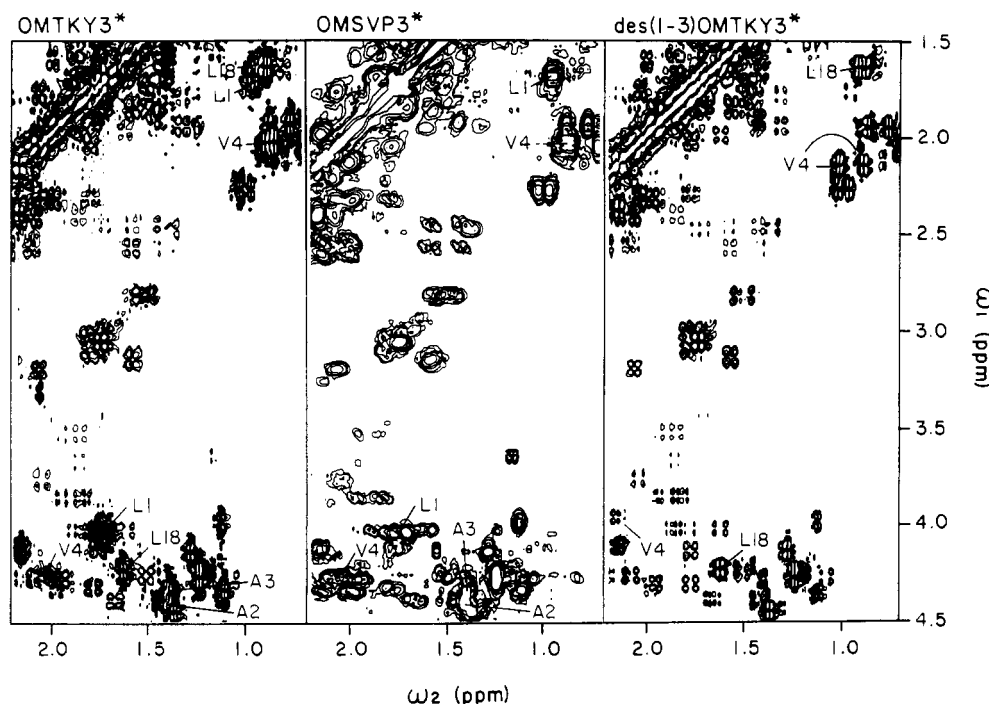 OMTKY3*
OMSVP3*
des(1-3)OMTKY3*
L18
L1
V4
L1
V4
L18
V4
1.5
2.0
2.5
3.0
3.5
4.0
4.5
ω1 (ppm)
L1
V4
L18
A3
A2
L1
A3
V4
A2
V4
L18
2.0 1.5 1.0 2.0 1.5 1.0 2.0 1.5 1.0
ω2 (ppm)